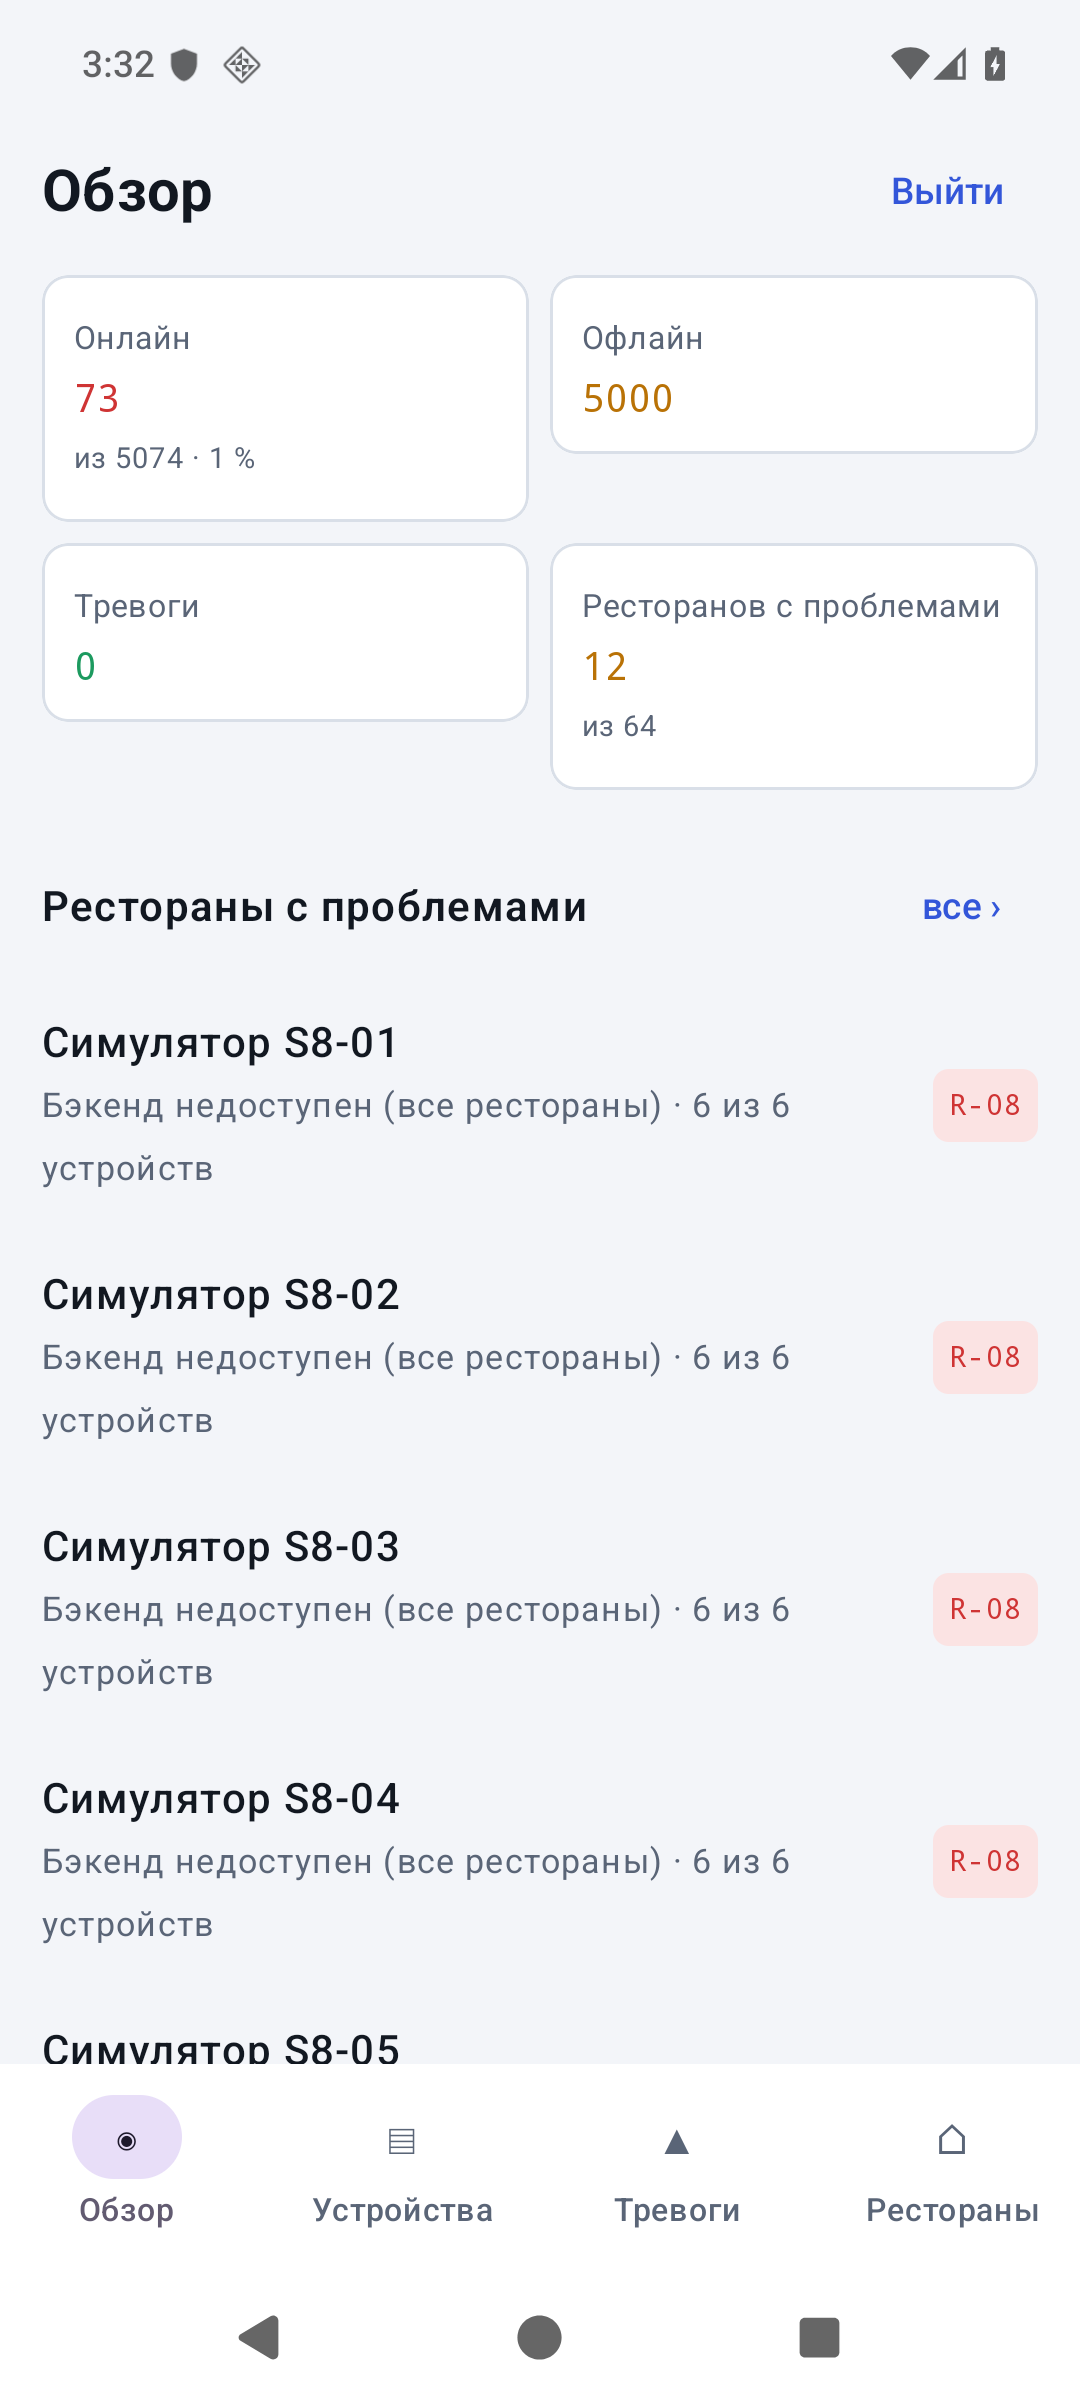 3:32
Обзор
Выйти
Онлайн
73
из 5074 · 1 %
Офлайн
5000
Тревоги
0
Ресторанов с проблемами
12
из 64
Рестораны с проблемами
все ›
Симулятор S8-01
Бэкенд недоступен (все рестораны) · 6 из 6
устройств
R-08
Симулятор S8-02
Бэкенд недоступен (все рестораны) · 6 из 6
устройств
R-08
Симулятор S8-03
Бэкенд недоступен (все рестораны) · 6 из 6
устройств
R-08
Симулятор S8-04
Бэкенд недоступен (все рестораны) · 6 из 6
устройств
R-08
Симулятор S8-05
Обзор
Устройства
Тревоги
Рестораны